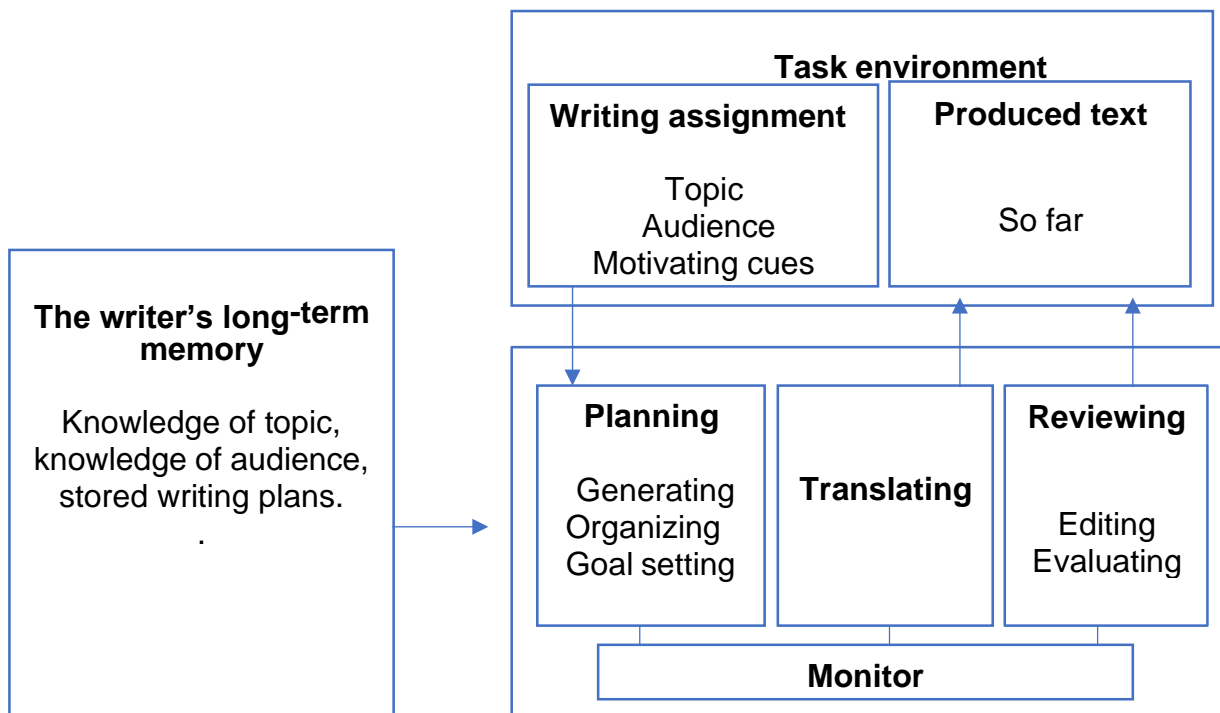 Task environment
Writing assignment
Topic
Audience
Motivating cues
Produced text
So far
The writer’s long-term
memory
Knowledge of topic,
knowledge of audience,
stored writing plans.
.
Planning
Generating
Organizing
Goal setting
Translating
Reviewing
Editing
Evaluating
Monitor